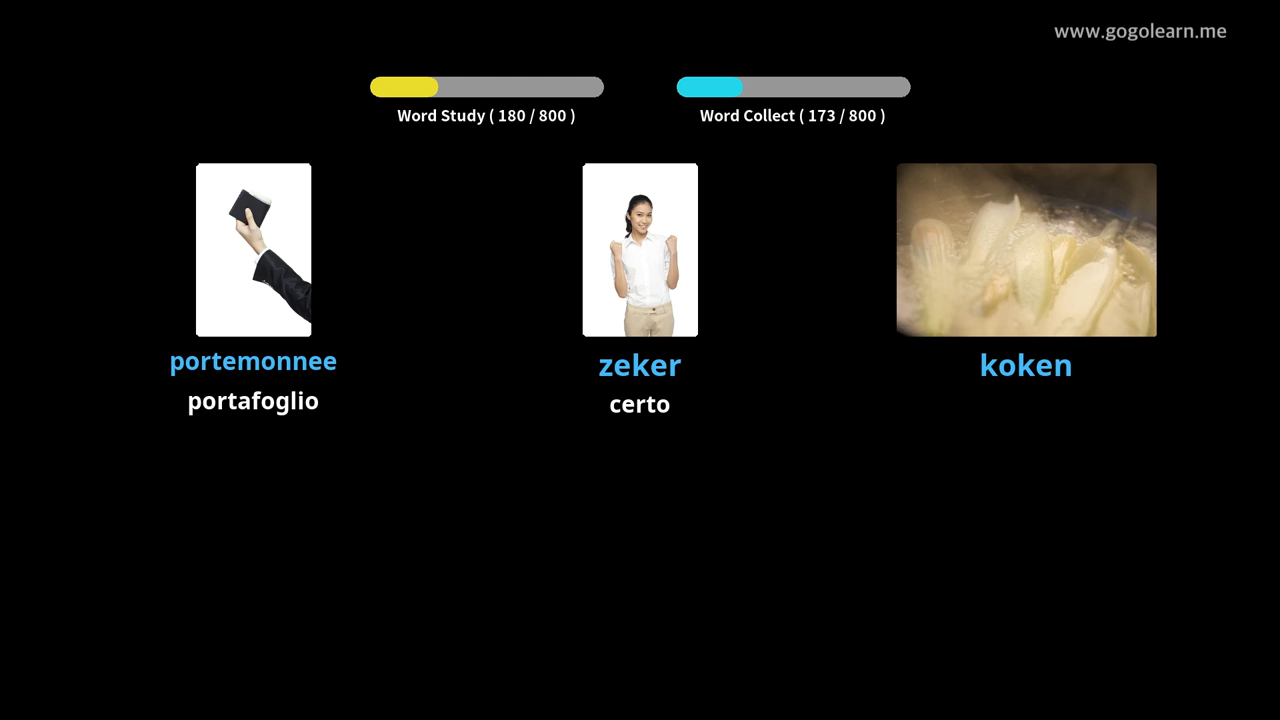 www.gogolearn.me
Word Study ( 180 / 800 )
Word Collect ( 173 / 800 )
portemonnee
portafoglio
zeker
certo
koken